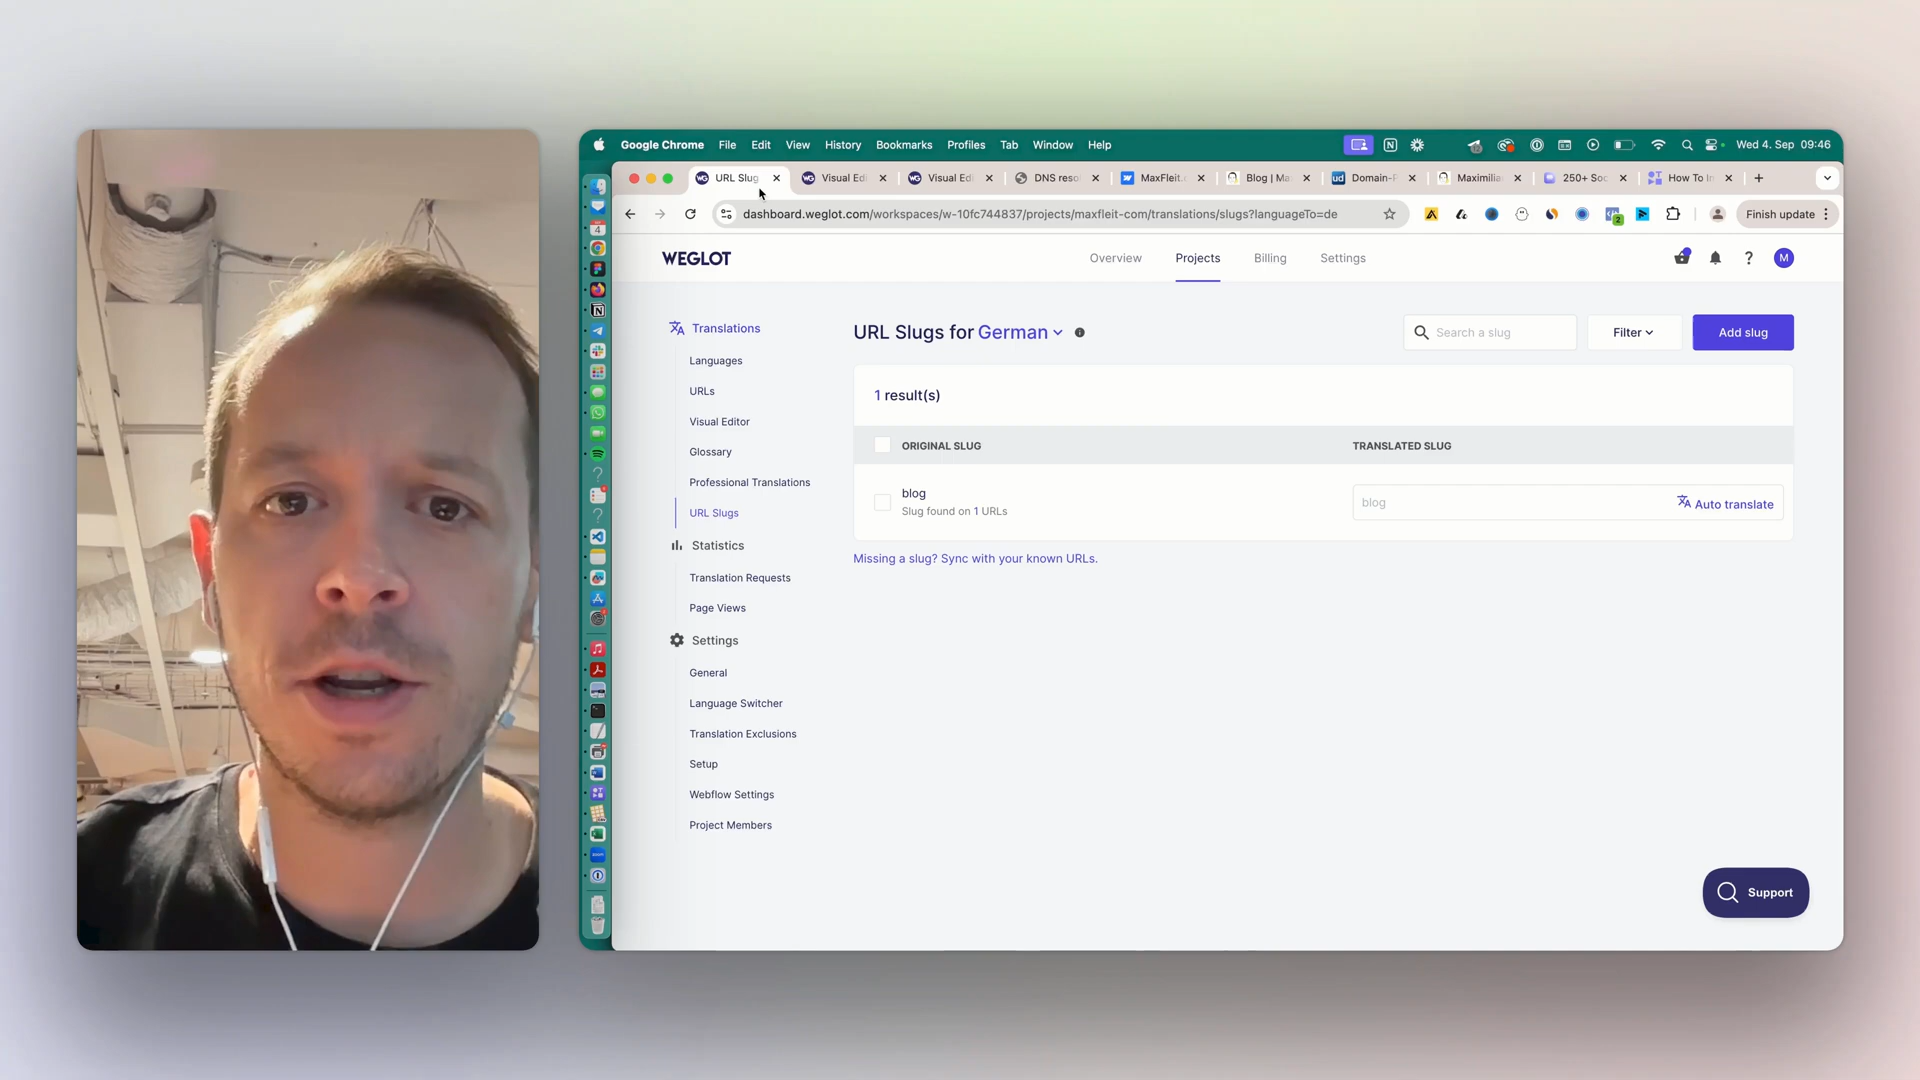 Google Chrome File Edit View History Bookmarks Profiles Tab Window Help
Wed 4. Sep 09:46
URL Slug
Visual Edi
Visual Edi
DNS resol
MaxFleit.
Blog | Ma
Domain-
Maximilia
250+ Soc
How To In
dashboard.weglot.com/workspaces/w-10fc744837/projects/maxfleit-com/translations/slugs?languageTo=de
2
Finish update
WEGLOT
Overview
Projects
Billing
Settings
?
M
Translations
Languages
URLs
Visual Editor
Glossary
Professional Translations
URL Slugs
Statistics
Translation Requests
Page Views
Settings
General
Language Switcher
Translation Exclusions
Setup
Webflow Settings
Project Members
URL Slugs for German
Search a slug
Filter
Add slug
1 result(s)
ORIGINAL SLUG
TRANSLATED SLUG
blog
Slug found on 1 URLs
blog
Auto translate
Missing a slug? Sync with your known URLs.
Support